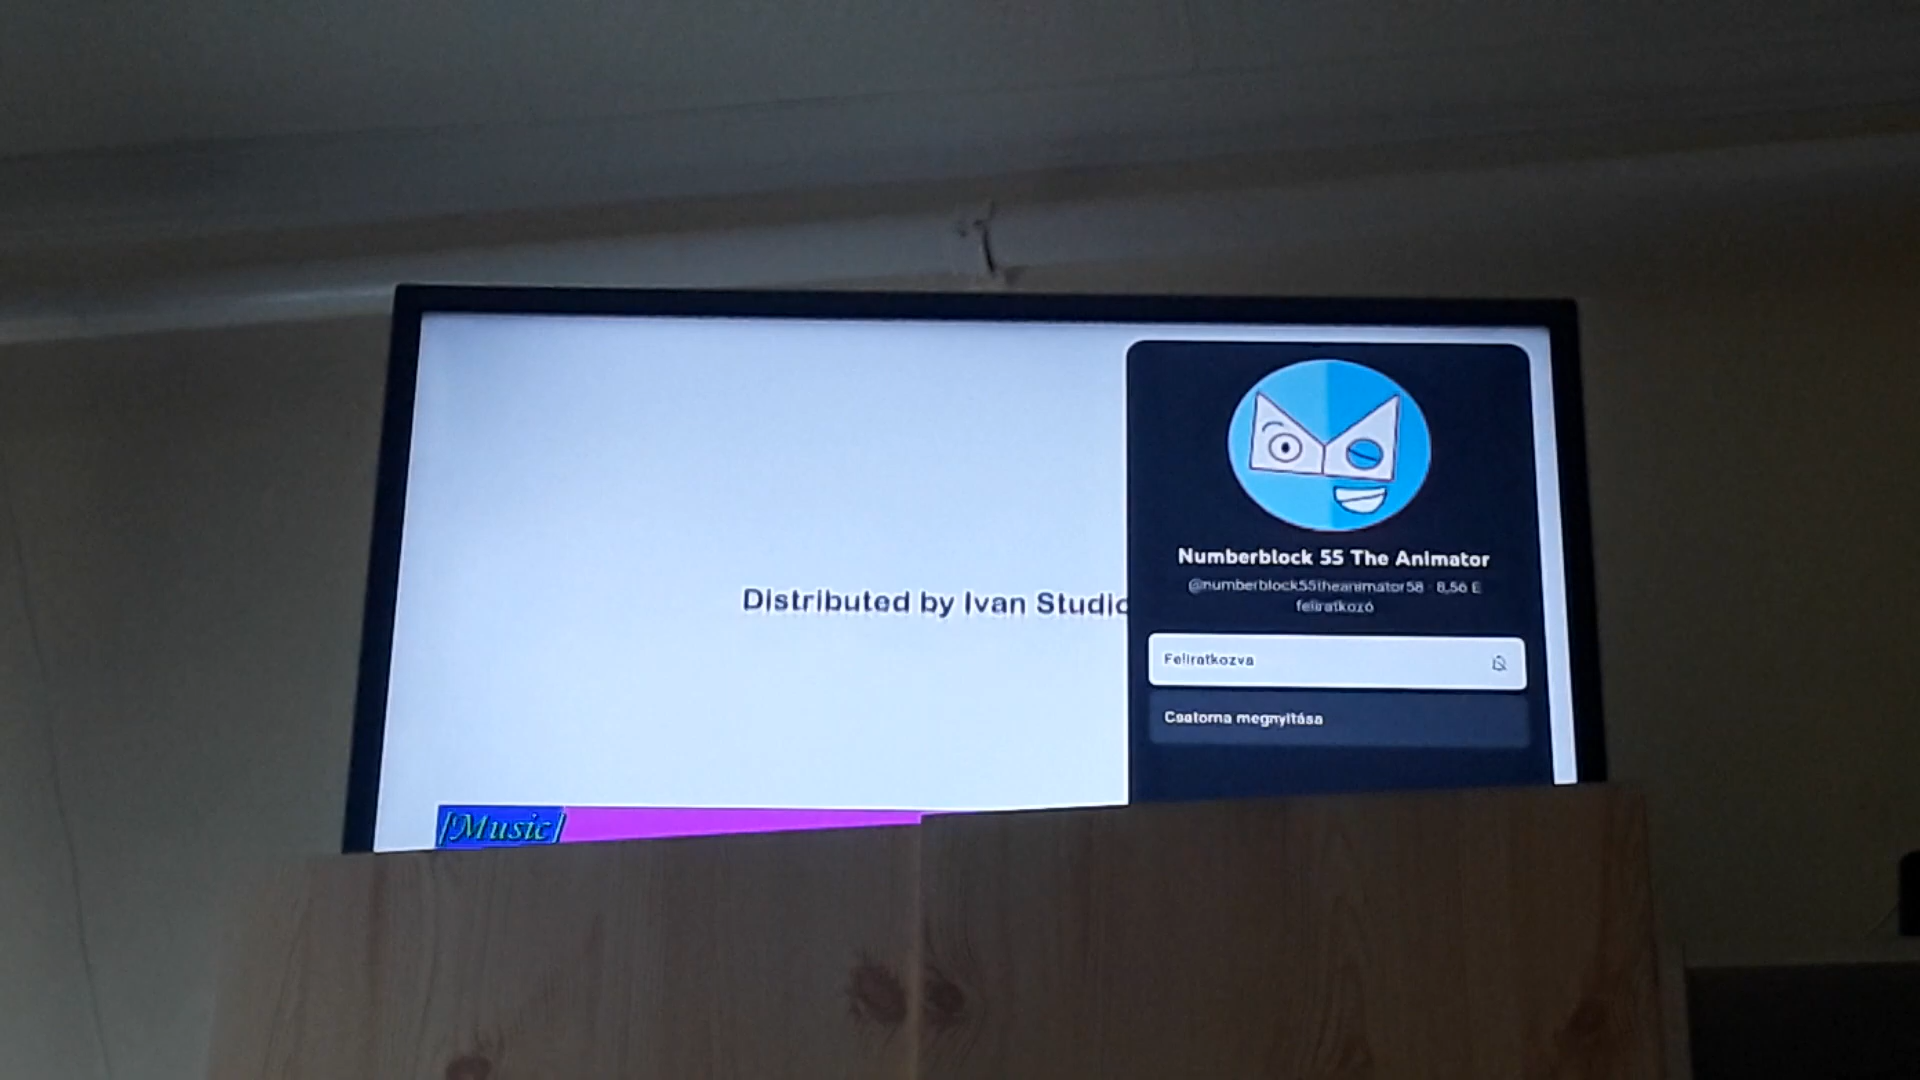 Distributed by Ivan Studio
Numberblock 55 The Animator
@numberblock55theanimator58 · 8,56 E
feliratkozó
Feliratkozva
Csatorna megnyitása
[Music]